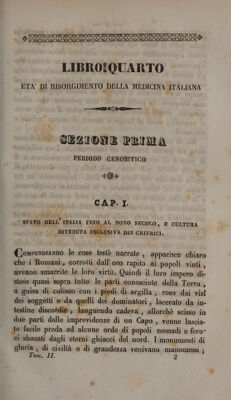 LIBRO QUARTO
ETA' DI RISORGIMENTO DELLA MEDICINA ITALIANA
SEZIONE PRIMA
PERIODO CENOBITICO
CAP. I.
STATO DELL'ITALIA FINO AL NONO SECOLO, E CULTURA
DIVENUTA ESCLUSIVA DEI CHIERICI.
COMPENDIANDO le cose testè narrate, apparisce chiaro
che i Romani, corrotti dall'oro rapito ai popoli vinti,
aveano smarrite le loro virtù. Quindi il loro impero di-
steso quasi sopra tutte le parti conosciute della Terra,
a guisa di colosso con i piedi di argilla, roso dai vizi
dei soggetti e da quelli dei dominatori, lacerato da in-
testine discordie, languendo cadeva, allorchè scisso in
due parti dalle imprevidenze di un Capo, venne lascia-
to facile preda ad alcune orde di popoli nomadi e fero-
ci sbucati dagli eterni ghiacci del nord. I monumenti di
gloria, di civiltà e di grandezza venivano manomessi;
Tom. II. 2